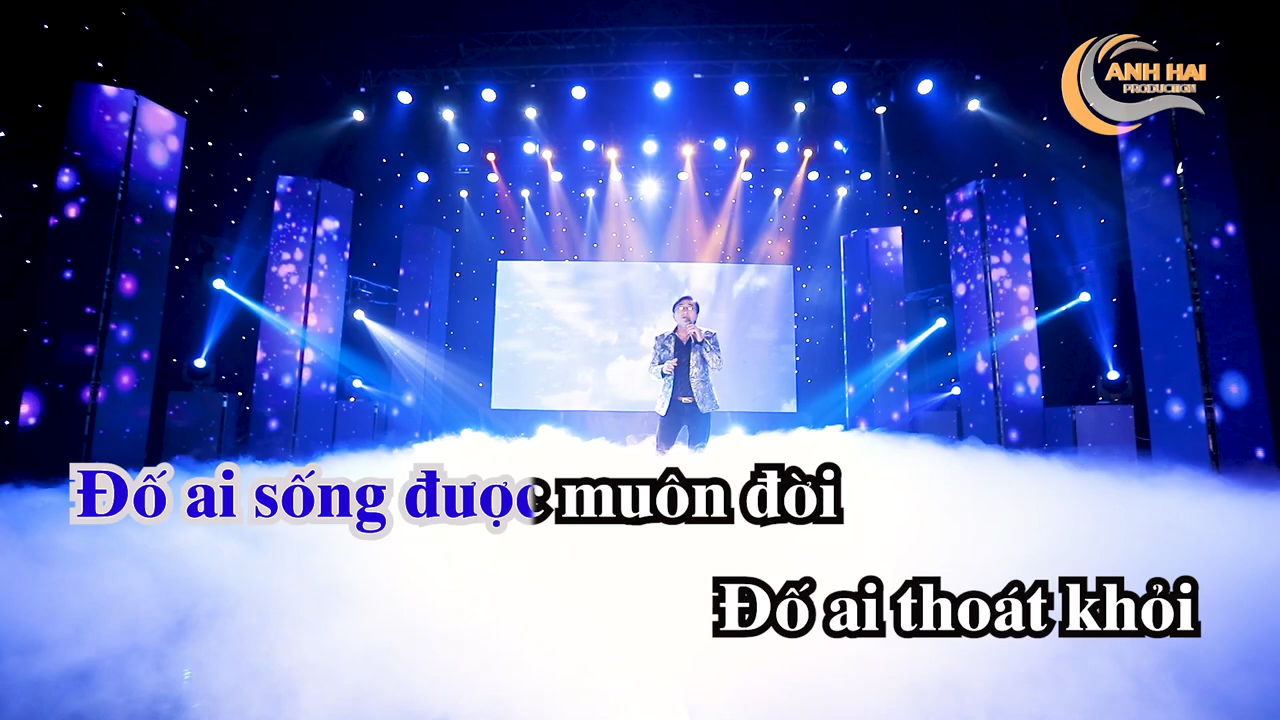 ANH HAI
PRODUCTION
Đố ai sống được muôn đời
Đố ai thoát khỏi